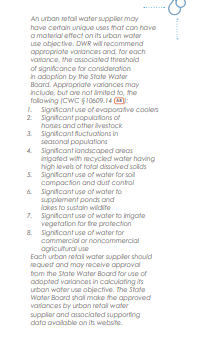 An urban retail water supplier may
have certain unique uses that can have
a material effect on its urban water
use objective. DWR will recommend
appropriate variances and, for each
variance, the associated threshold
of significance for consideration
in adoption by the State Water
Board. Appropriate variances may
include, but are not limited to, the
following (CWC §10609.14):
1. Significant use of evaporative coolers
2. Significant populations of
horses and other livestock
3. Significant fluctuations in
seasonal populations
4. Significant landscaped areas
irrigated with recycled water having
high levels of total dissolved solids
5. Significant use of water for soil
compaction and dust control
6. Significant use of water to
supplement ponds and
lakes to sustain wildlife
7. Significant use of water to irrigate
vegetation for fire protection
8. Significant use of water for
commercial or noncommercial
agricultural use
Each urban retail water supplier should
request and may receive approval
from the State Water Board for use of
adopted variances in calculating its
urban water use objective. The State
Water Board shall make the approved
variances by urban retail water
supplier and associated supporting
data available on its website.